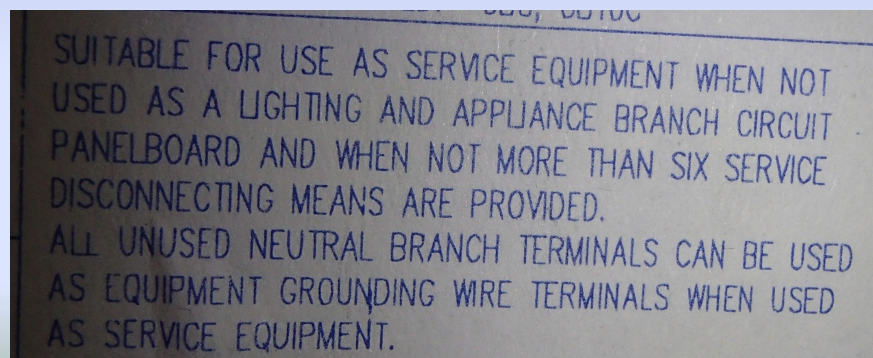 SUITABLE FOR USE AS SERVICE EQUIPMENT WHEN NOT
USED AS A LIGHTING AND APPLIANCE BRANCH CIRCUIT
PANELBOARD AND WHEN NOT MORE THAN SIX SERVICE
DISCONNECTING MEANS ARE PROVIDED.
ALL UNUSED NEUTRAL BRANCH TERMINALS CAN BE USED
AS EQUIPMENT GROUNDING WIRE TERMINALS WHEN USED
AS SERVICE EQUIPMENT.